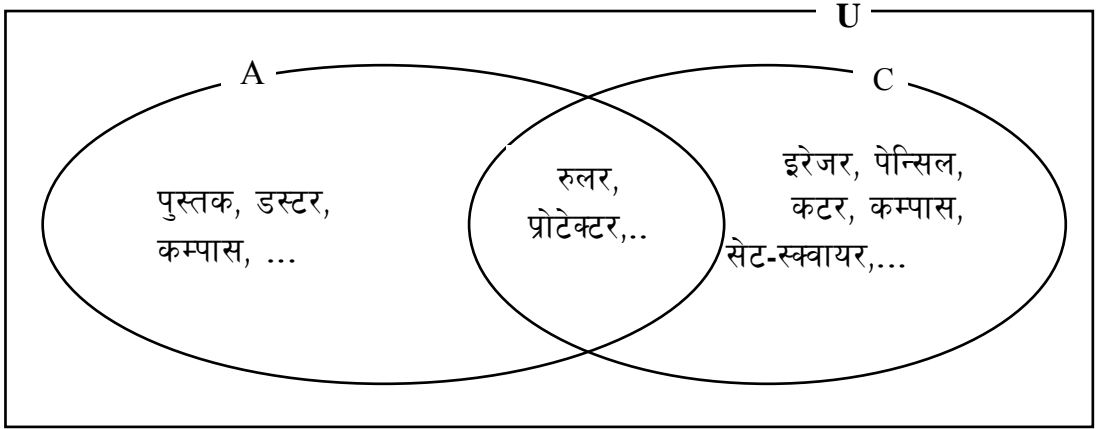 U
A
C
पुस्तक, डस्टर,
कम्पास, ...
रुलर,
प्रोटेक्टर,..
इरेजर, पेन्सिल,
कटर, कम्पास,
सेट-स्क्वायर,...